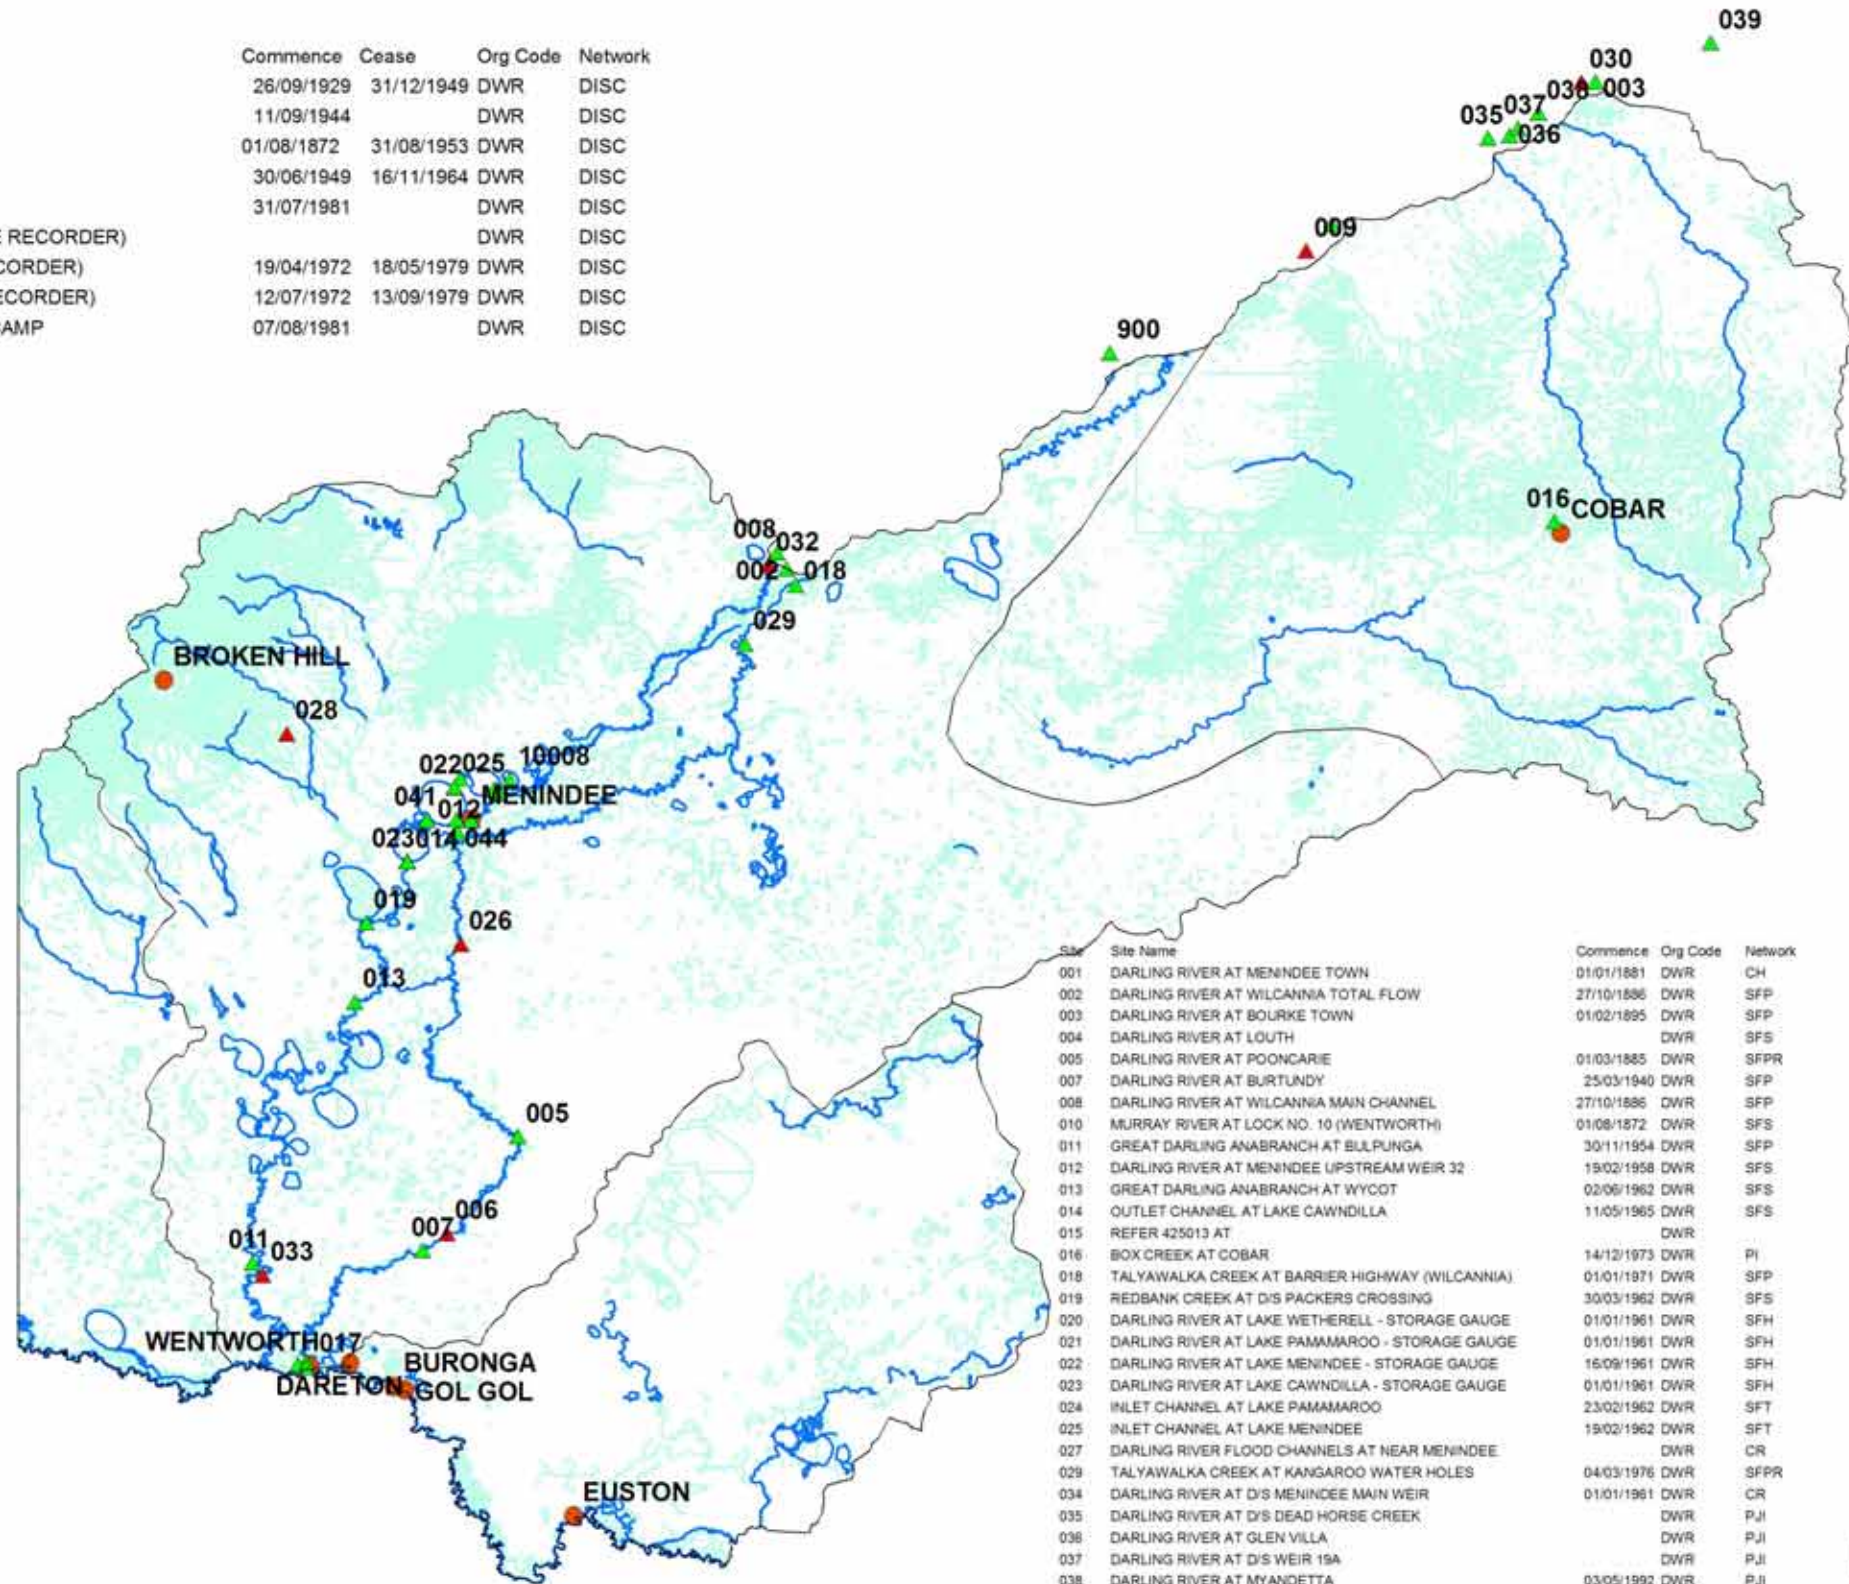 Commence Cease Org Code Network
26/09/1929 31/12/1949 DWR DISC
11/09/1944 DWR DISC
01/08/1872 31/08/1953 DWR DISC
30/06/1949 16/11/1964 DWR DISC
31/07/1981 DWR DISC
E RECORDER) DWR DISC
CORDER) 19/04/1972 18/05/1979 DWR DISC
ECORDER) 12/07/1972 13/09/1979 DWR DISC
AMP 07/08/1981 DWR DISC
039
030
038 003
035 037
036
009
900
016 COBAR
008
032
002 018
029
BROKEN HILL
028
022 025 10008
041 MENINDEE
012
023 014 044
019
026
013
005
006
007
011
033
WENTWORTH 017
BURONGA
DARETON GOL GOL
EUSTON
Site Site Name Commence Org Code Network
001 DARLING RIVER AT MENINDEE TOWN 01/01/1881 DWR CH
002 DARLING RIVER AT WILCANNIA TOTAL FLOW 27/10/1886 DWR SFP
003 DARLING RIVER AT BOURKE TOWN 01/02/1895 DWR SFP
004 DARLING RIVER AT LOUTH DWR SFS
005 DARLING RIVER AT POONCARIE 01/03/1885 DWR SFPR
007 DARLING RIVER AT BURTUNDY 25/03/1940 DWR SFP
008 DARLING RIVER AT WILCANNIA MAIN CHANNEL 27/10/1886 DWR SFP
010 MURRAY RIVER AT LOCK NO. 10 (WENTWORTH) 01/08/1872 DWR SFS
011 GREAT DARLING ANABRANCH AT BULPUNGA 30/11/1954 DWR SFP
012 DARLING RIVER AT MENINDEE UPSTREAM WEIR 32 19/02/1958 DWR SFS
013 GREAT DARLING ANABRANCH AT WYCOT 02/06/1962 DWR SFS
014 OUTLET CHANNEL AT LAKE CAWNDILLA 11/05/1965 DWR SFS
015 REFER 425013 AT DWR
016 BOX CREEK AT COBAR 14/12/1973 DWR PI
018 TALYAWALKA CREEK AT BARRIER HIGHWAY (WILCANNIA) 01/01/1971 DWR SFP
019 REDBANK CREEK AT D/S PACKERS CROSSING 30/03/1962 DWR SFS
020 DARLING RIVER AT LAKE WETHERELL - STORAGE GAUGE 01/01/1961 DWR SFH
021 DARLING RIVER AT LAKE PAMAMAROO - STORAGE GAUGE 01/01/1961 DWR SFH
022 DARLING RIVER AT LAKE MENINDEE - STORAGE GAUGE 16/09/1961 DWR SFH
023 DARLING RIVER AT LAKE CAWNDILLA - STORAGE GAUGE 01/01/1961 DWR SFH
024 INLET CHANNEL AT LAKE PAMAMAROO 23/02/1962 DWR SFT
025 INLET CHANNEL AT LAKE MENINDEE 19/02/1962 DWR SFT
027 DARLING RIVER FLOOD CHANNELS AT NEAR MENINDEE DWR CR
029 TALYAWALKA CREEK AT KANGAROO WATER HOLES 04/03/1976 DWR SFPR
034 DARLING RIVER AT D/S MENINDEE MAIN WEIR 01/01/1961 DWR CR
035 DARLING RIVER AT D/S DEAD HORSE CREEK DWR PJI
036 DARLING RIVER AT GLEN VILLA DWR PJI
037 DARLING RIVER AT D/S WEIR 19A DWR PJI
038 DARLING RIVER AT MYANDETTA 03/05/1992 DWR PJI